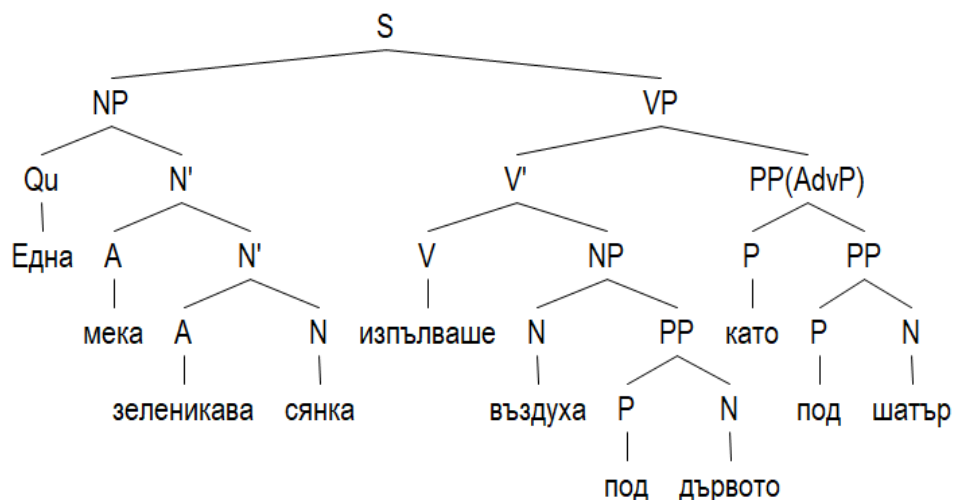 S
NP VP
Qu N' V' PP(AdvP)
Една A N' V NP P PP
мека A N изпълваше N PP като P N
зеленикава сянка въздуха P N под шатър
под дървото